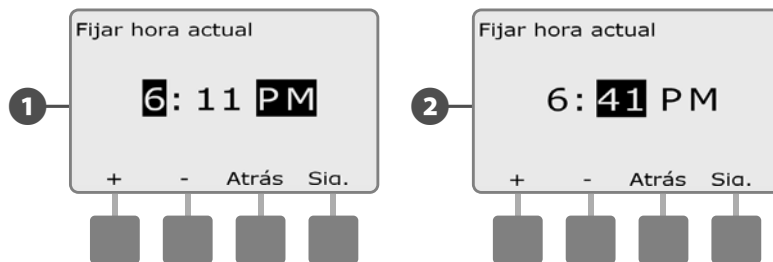 Fijar hora actual
1
6: 11 PM
+ - Atrás Sig.
Fijar hora actual
2
6: 41 PM
+ - Atrás Sig.